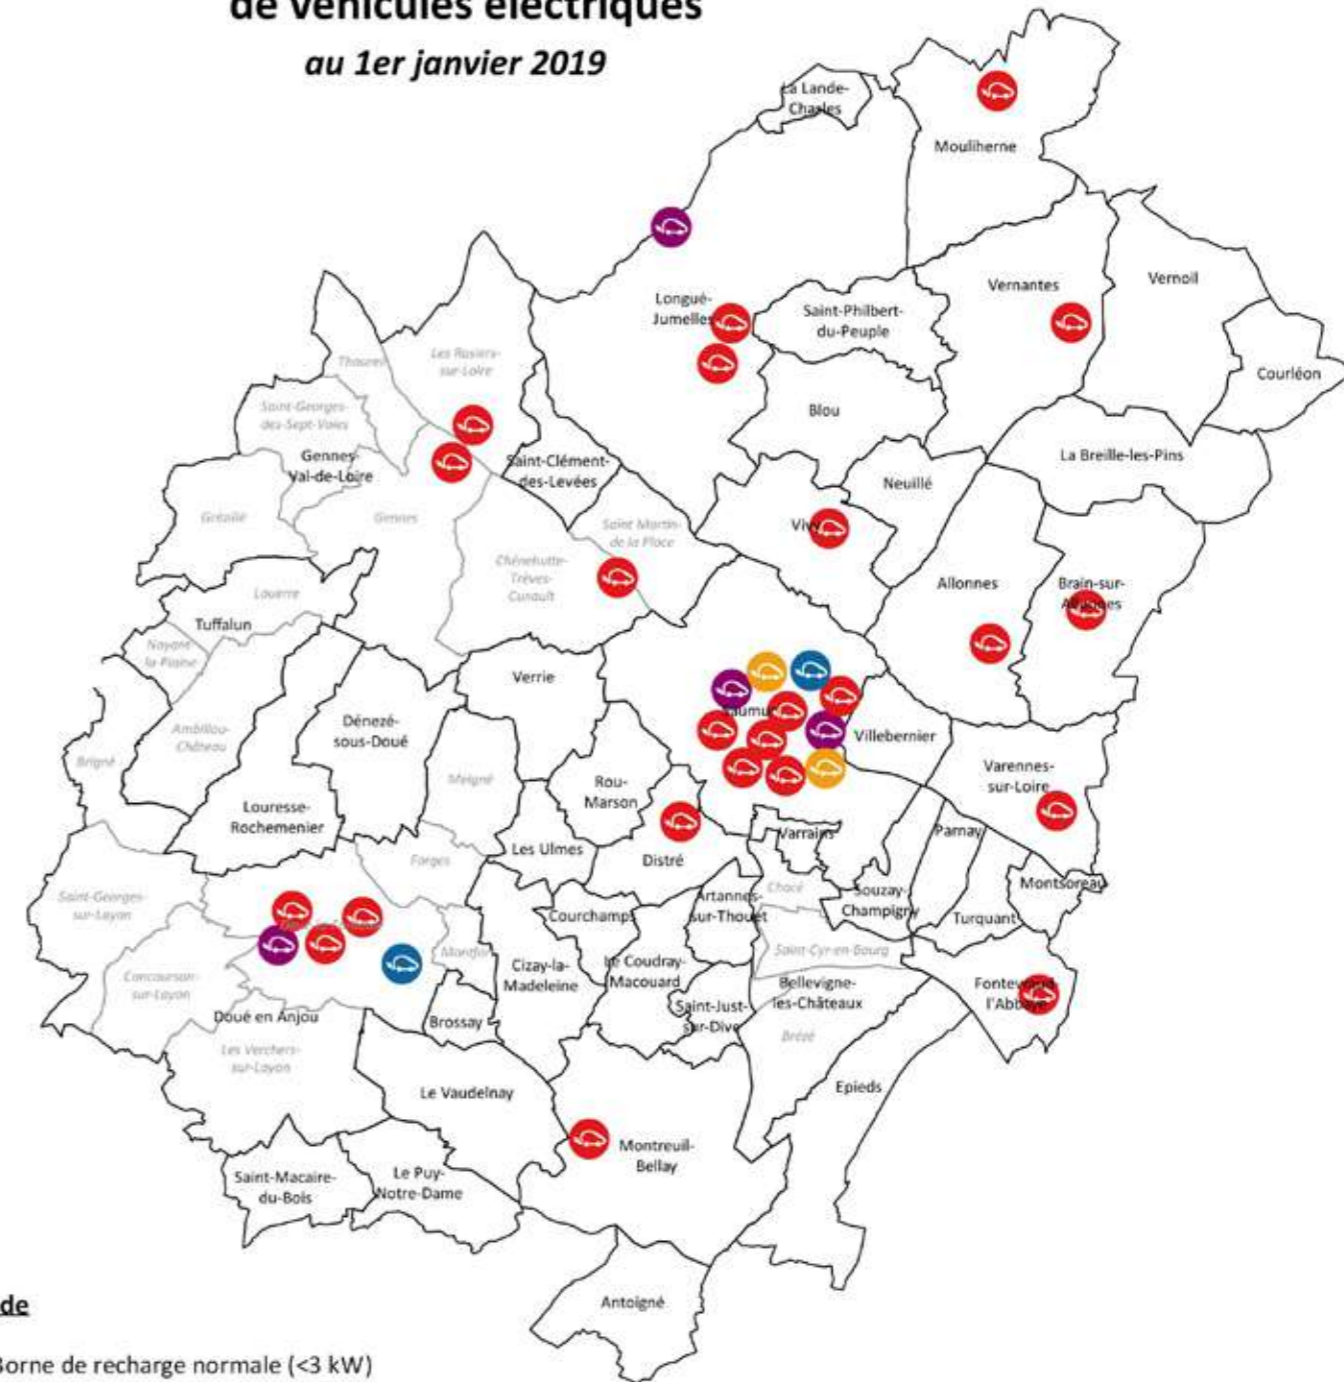 de véhicules électriques
au 1er janvier 2019
La Lande-
Chasles
Mouliherne
Longué-
Jumelles
Saint-Philbert-
du-Peuple
Vernantes
Vernoil
Courléon
Blou
Thoureil
Les Rosiers-
sur-Loire
Saint-Georges-
des-Sept-Voies
Gennes-
Val-de-Loire
Saint-Clément-
des-Levées
Grézillé
Gennes
Saint Martin-
de la Place
Chênehutte-
Trèves-
Cunault
Vivy
Neuillé
La Breille-les-Pins
Allonnes
Brain-sur-
Allonnes
Louerre
Tuffalun
Noyant-
la-Plaine
Ambillou-
Château
Brigné
Verrie
Dénezé-
sous-Doué
Meigné
Louresse-
Rochemenier
Rou-
Marson
Saumur
Villebernier
Varennes-
sur-Loire
Les Ulmes
Distré
Varrains
Parnay
Forges
Saint-Georges-
sur-Layon
Courchamps
Artannes-
sur-Thouet
Chacé
Souzay-
Champigny
Turquant
Montsoreau
Concourson-
sur-Layon
Montfort
Cizay-la-
Madeleine
Le Coudray-
Macouard
Saint-Cyr-en-Bourg
Bellevigne-
les-Châteaux
Fontevraud-
l'Abbaye
Doué en Anjou
Brossay
Saint-Just-
sur-Dive
Brézé
Les Verchers-
sur-Layon
Le Vaudelnay
Epieds
Montreuil-
Bellay
Saint-Macaire-
du-Bois
Le Puy-
Notre-Dame
Antoigné
de
Borne de recharge normale (<3 kW)